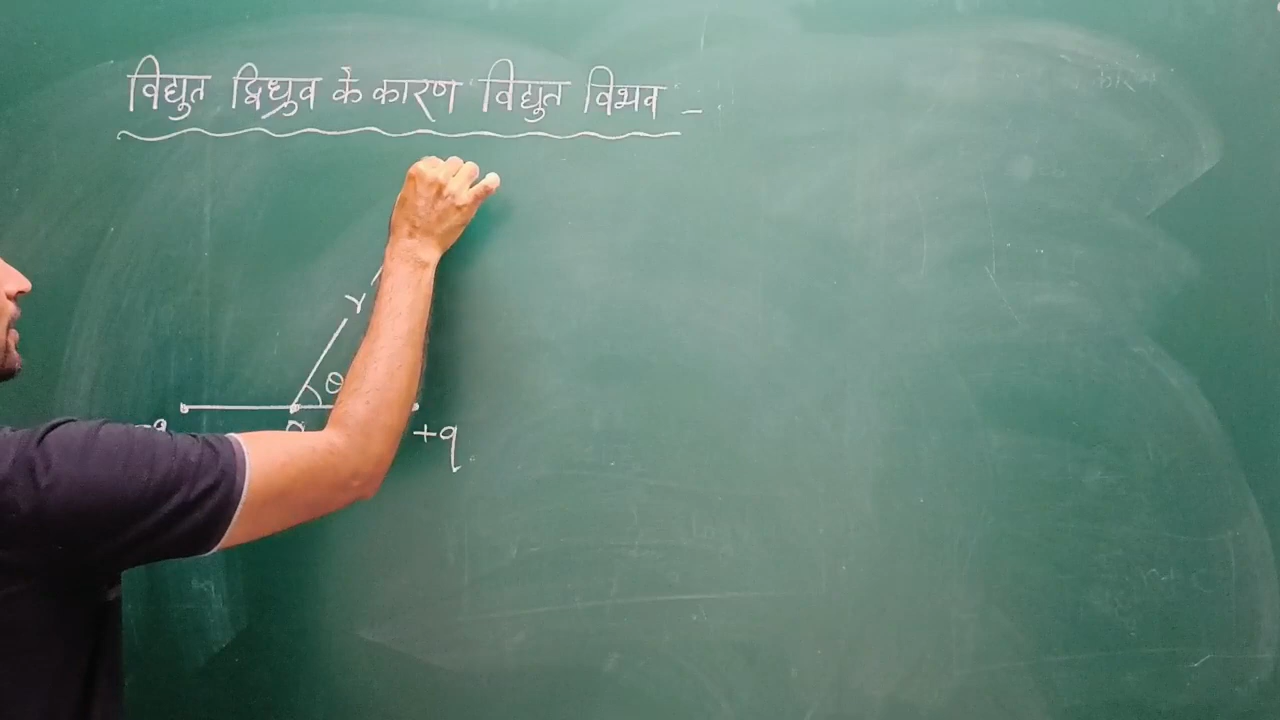 विद्युत द्विध्रुव के कारण विद्युत विभव -
r
θ
-q
+q